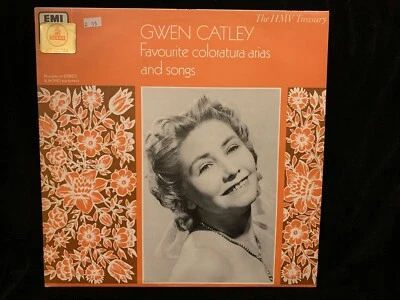 EMI
The HMV Treasury
GWEN CATLEY
Favourite coloratura arias
and songs